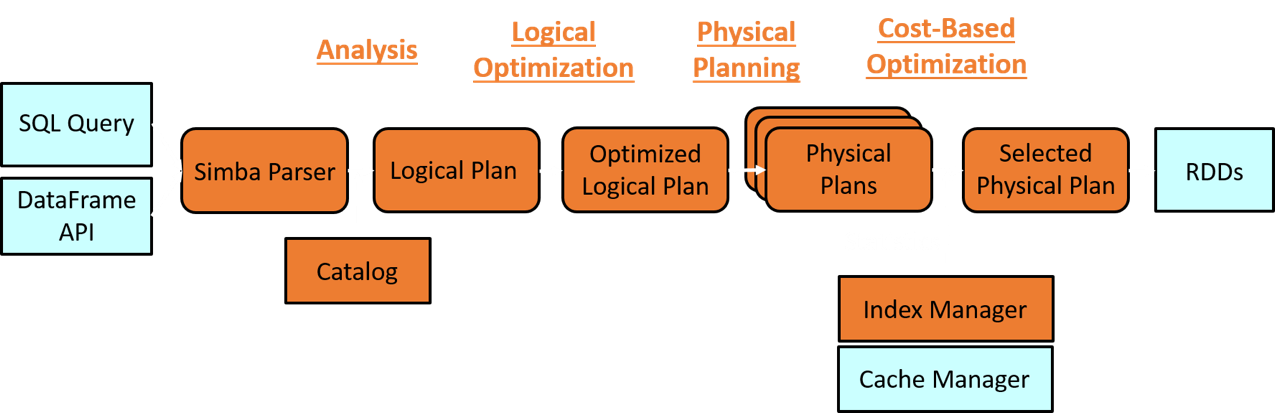 Analysis
Logical
Optimization
Physical
Planning
Cost-Based
Optimization
SQL Query
DataFrame
API
Simba Parser
Logical Plan
Optimized
Logical Plan
Physical
Plans
Selected
Physical Plan
RDDs
Catalog
Index Manager
Cache Manager